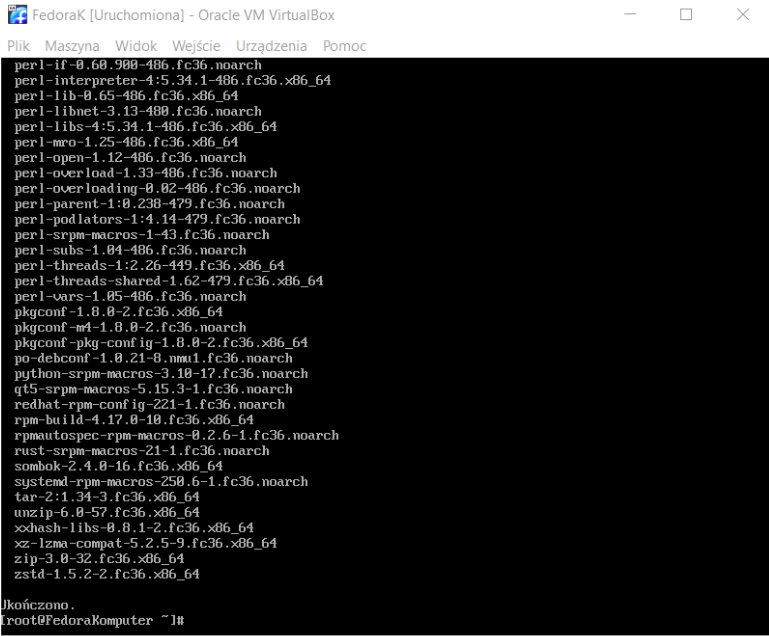 FedoraK [Uruchomiona] - Oracle VM VirtualBox
Plik Maszyna Widok Wejście Urządzenia Pomoc
perl-if-0.60.900-486.fc36.noarch
perl-interpreter-4:5.34.1-486.fc36.x86_64
perl-lib-0.65-486.fc36.x86_64
perl-libnet-3.13-480.fc36.noarch
perl-libs-4:5.34.1-486.fc36.x86_64
perl-mro-1.25-486.fc36.x86_64
perl-open-1.12-486.fc36.noarch
perl-overload-1.33-486.fc36.noarch
perl-overloading-0.02-486.fc36.noarch
perl-parent-1:0.238-479.fc36.noarch
perl-podlators-1:4.14-479.fc36.noarch
perl-srpm-macros-1-43.fc36.noarch
perl-subs-1.04-486.fc36.noarch
perl-threads-1:2.26-449.fc36.x86_64
perl-threads-shared-1.62-479.fc36.x86_64
perl-vars-1.05-486.fc36.noarch
pkgconf-1.8.0-2.fc36.x86_64
pkgconf-m4-1.8.0-2.fc36.noarch
pkgconf-pkg-config-1.8.0-2.fc36.x86_64
po-debconf-1.0.21-8.nmu1.fc36.noarch
python-srpm-macros-3.10-17.fc36.noarch
qt5-srpm-macros-5.15.3-1.fc36.noarch
redhat-rpm-config-221-1.fc36.noarch
rpm-build-4.17.0-10.fc36.x86_64
rpmautospec-rpm-macros-0.2.6-1.fc36.noarch
rust-srpm-macros-21-1.fc36.noarch
sombok-2.4.0-16.fc36.x86_64
systemd-rpm-macros-250.6-1.fc36.noarch
tar-2:1.34-3.fc36.x86_64
unzip-6.0-57.fc36.x86_64
xxhash-libs-0.8.1-2.fc36.x86_64
xz-lzma-compat-5.2.5-9.fc36.x86_64
zip-3.0-32.fc36.x86_64
zstd-1.5.2-2.fc36.x86_64
Ukończono.
[root@FedoraKomputer ~]#